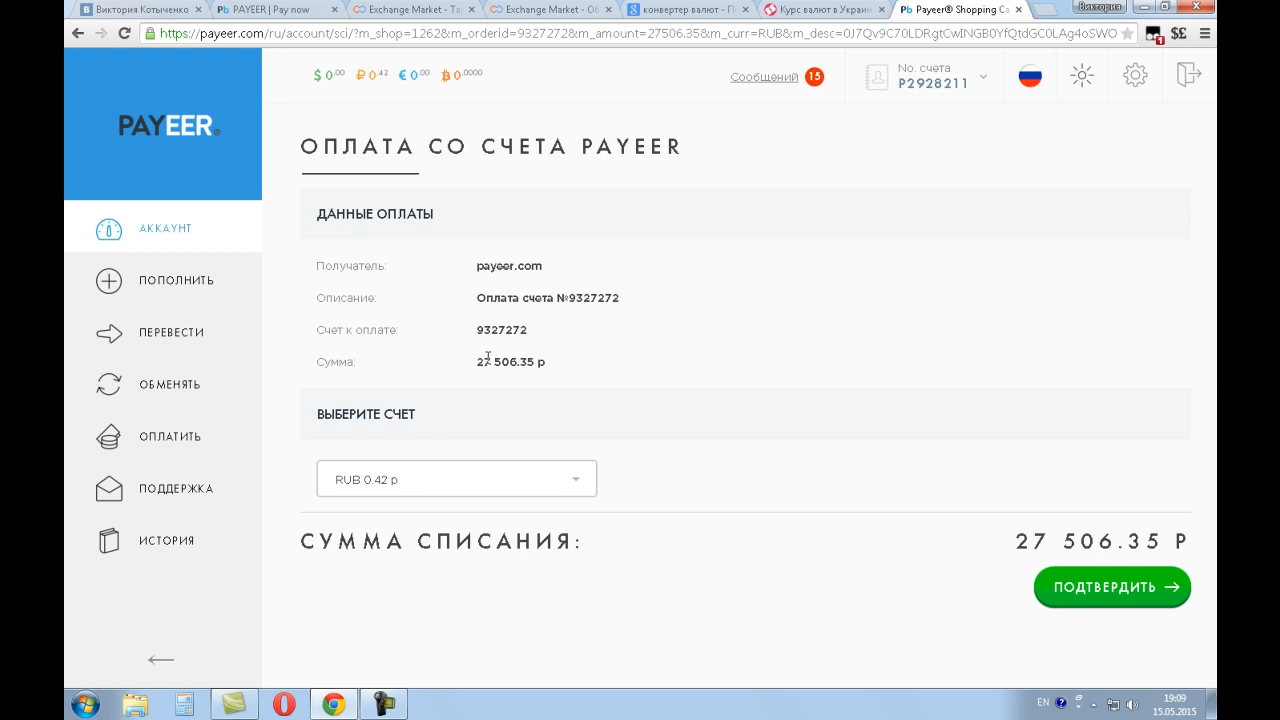 Виктория Котыченко
PAYEER | Pay now
Exchange Market - Та
Exchange Market - Об
конвертер валют - П
Курс валют в Украин
Payeer® Shopping Ca
Виктория
https://payeer.com/ru/account/sci/?m_shop=1262&m_orderid=9327272&m_amount=27506.35&m_curr=RUB&m_desc=
1
$ 0.00
₽ 0.42
€ 0.00
0.0000
Сообщений 15
No. счета
P2928211
PAYEER®
ОПЛАТА СО СЧЕТА PAYEER
ДАННЫЕ ОПЛАТЫ
Получатель: payeer.com
Описание: Оплата счета №9327272
Счет к оплате: 9327272
Сумма: 27 506.35 р
ВЫБЕРИТЕ СЧЕТ
RUB 0.42 р
СУММА СПИСАНИЯ: 27 506.35 Р
ПОДТВЕРДИТЬ
АККАУНТ
ПОПОЛНИТЬ
ПЕРЕВЕСТИ
ОБМЕНЯТЬ
ОПЛАТИТЬ
ПОДДЕРЖКА
ИСТОРИЯ
EN
19:09
15.05.2015